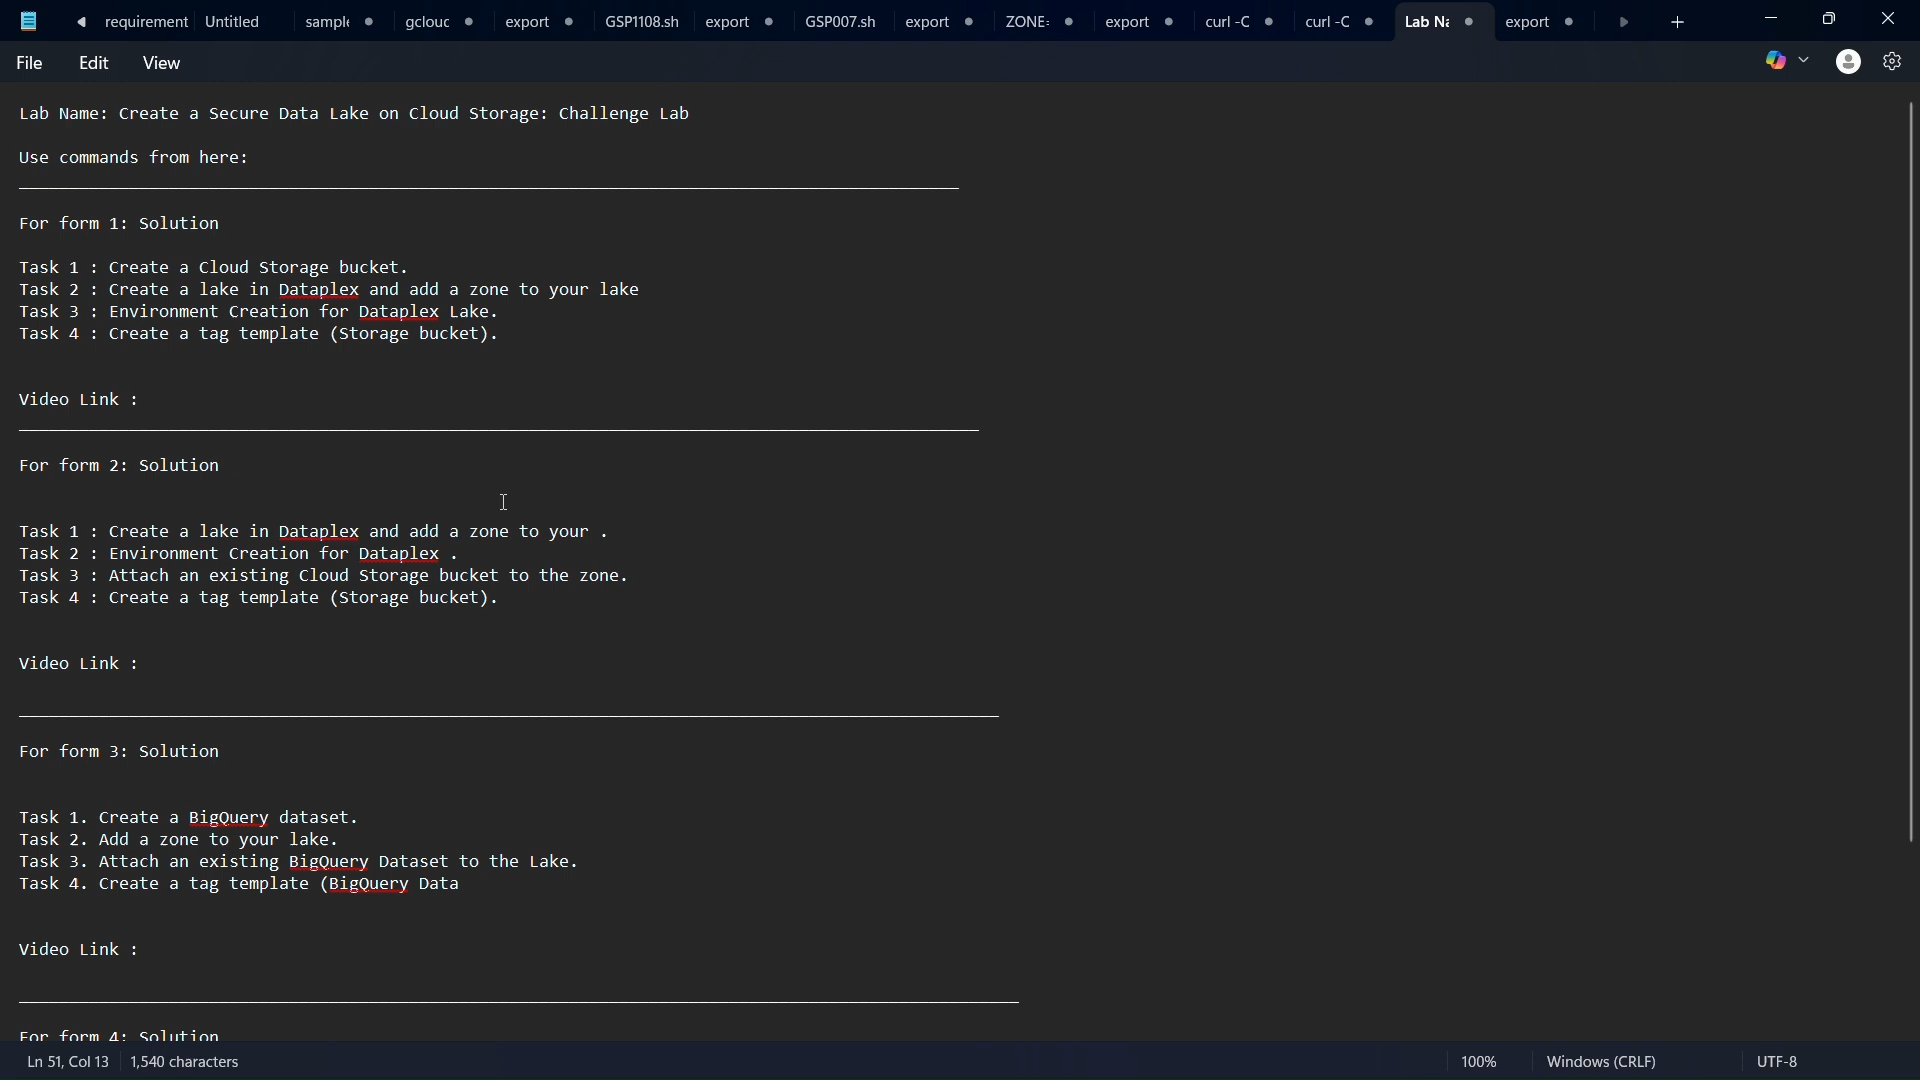 requirement Untitled sample gclouc export GSP1108.sh export GSP007.sh export ZONE: export curl -C curl -C Lab Na export
File Edit View
Lab Name: Create a Secure Data Lake on Cloud Storage: Challenge Lab
Use commands from here:
For form 1: Solution
Task 1 : Create a Cloud Storage bucket.
Task 2 : Create a lake in Dataplex and add a zone to your lake
Task 3 : Environment Creation for Dataplex Lake.
Task 4 : Create a tag template (Storage bucket).
Video Link :
For form 2: Solution
Task 1 : Create a lake in Dataplex and add a zone to your .
Task 2 : Environment Creation for Dataplex .
Task 3 : Attach an existing Cloud Storage bucket to the zone.
Task 4 : Create a tag template (Storage bucket).
Video Link :
For form 3: Solution
Task 1. Create a BigQuery dataset.
Task 2. Add a zone to your lake.
Task 3. Attach an existing BigQuery Dataset to the Lake.
Task 4. Create a tag template (BigQuery Data
Video Link :
For form 4: Solution
Ln 51, Col 13 1,540 characters 100% Windows (CRLF) UTF-8